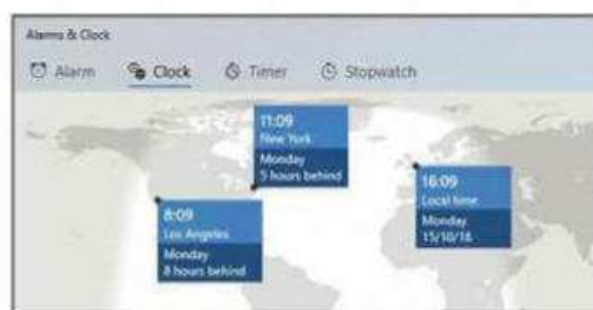 Alarms & Clock
Alarm Clock Timer Stopwatch
11:09
New York
Monday
5 hours behind
16:09
Local time
Monday
15/10/18
8:09
Los Angeles
Monday
8 hours behind